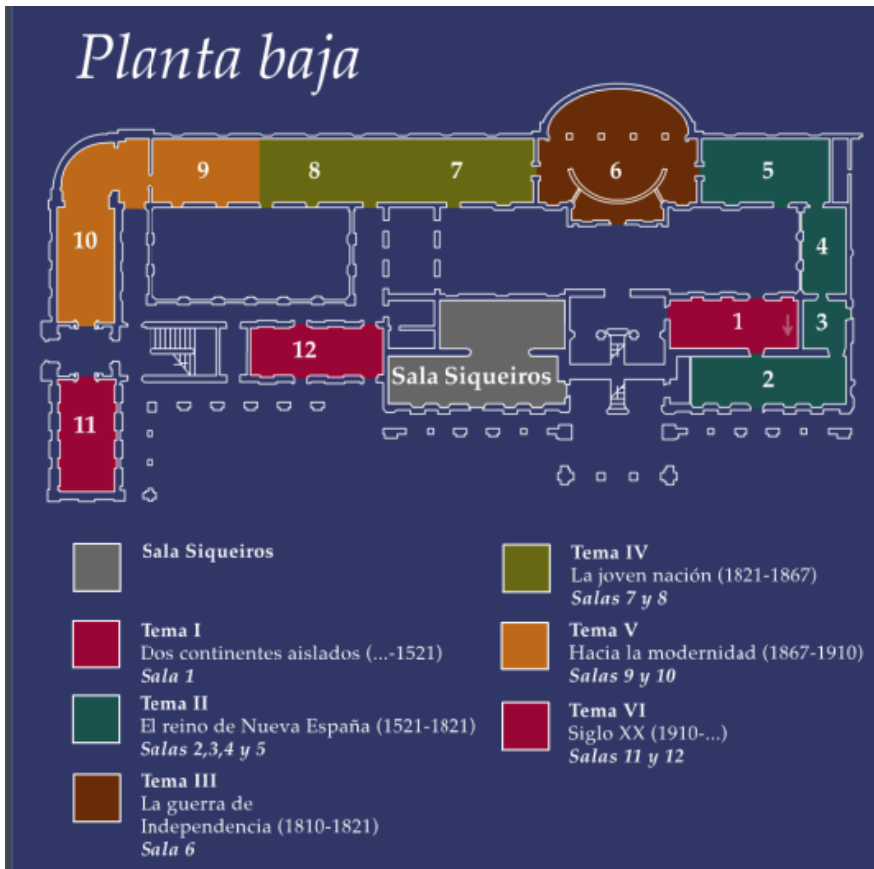 Planta baja
9
8
7
6
5
10
4
12
1
3
Sala Siqueiros
2
11
Sala Siqueiros
Tema I
Dos continentes aislados (...-1521)
Sala 1
Tema II
El reino de Nueva España (1521-1821)
Salas 2,3,4 y 5
Tema III
La guerra de
Independencia (1810-1821)
Sala 6
Tema IV
La joven nación (1821-1867)
Salas 7 y 8
Tema V
Hacia la modernidad (1867-1910)
Salas 9 y 10
Tema VI
Siglo XX (1910-...)
Salas 11 y 12